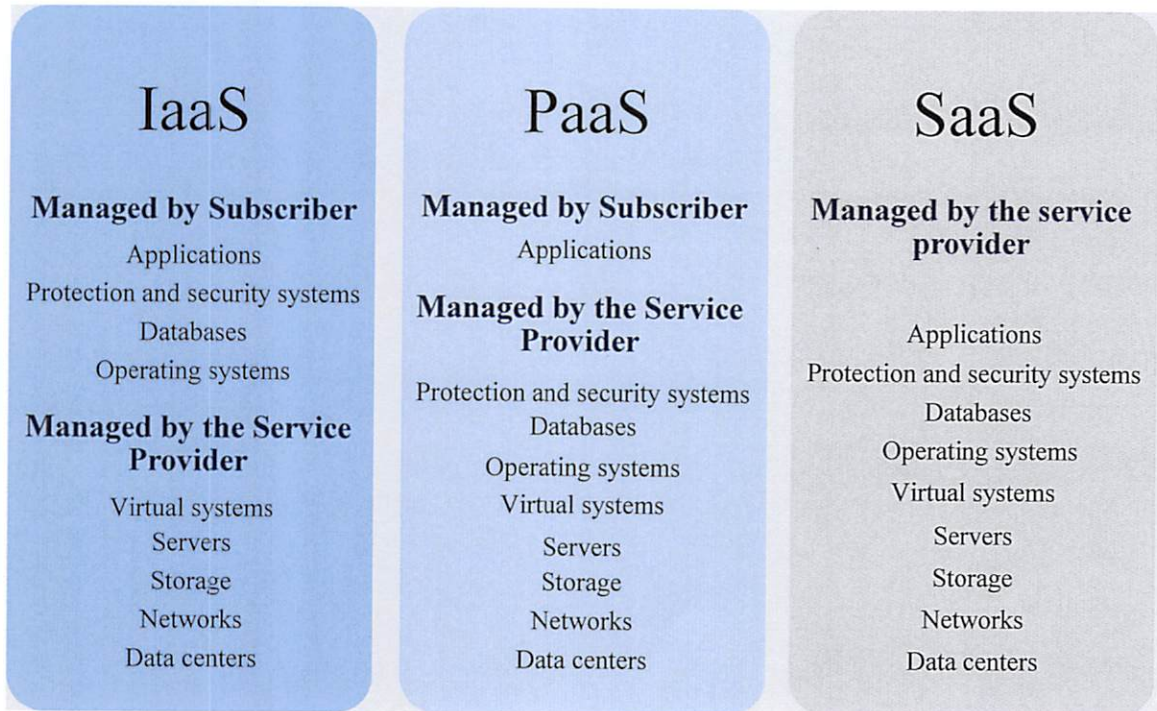 IaaS
Managed by Subscriber
Applications
Protection and security systems
Databases
Operating systems
Managed by the Service
Provider
Virtual systems
Servers
Storage
Networks
Data centers
PaaS
Managed by Subscriber
Applications
Managed by the Service
Provider
Protection and security systems
Databases
Operating systems
Virtual systems
Servers
Storage
Networks
Data centers
SaaS
Managed by the service
provider
Applications
Protection and security systems
Databases
Operating systems
Virtual systems
Servers
Storage
Networks
Data centers